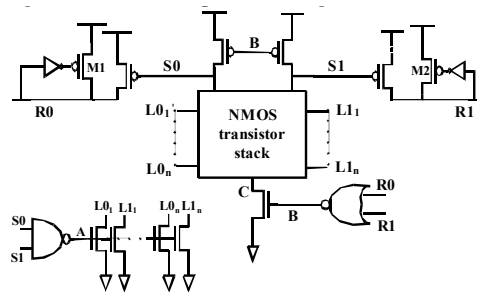 B
M1 S0 S1 M2
R0 R1
L0₁ NMOS L1₁
transistor
stack
L0ₙ L1ₙ
C
R0
L0₁ L1₁ L0ₙ L1ₙ B
S0 A R1
S1